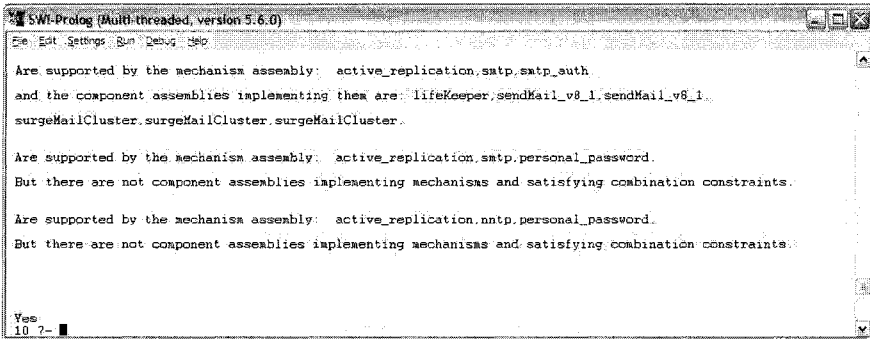 SWI-Prolog (Multi-threaded, version 5.6.0)
File Edit Settings Run Debug Help
Are supported by the mechanism assembly: active_replication,smtp,smtp_auth
and the component assemblies implementing them are: lifeKeeper,sendMail_v8_1,sendMail_v8_1.
surgeMailCluster,surgeMailCluster,surgeMailCluster.
Are supported by the mechanism assembly: active_replication,smtp,personal_password.
But there are not component assemblies implementing mechanisms and satisfying combination constraints.
Are supported by the mechanism assembly: active_replication,nntp,personal_password.
But there are not component assemblies implementing mechanisms and satisfying combination constraints.
Yes
10 ?-